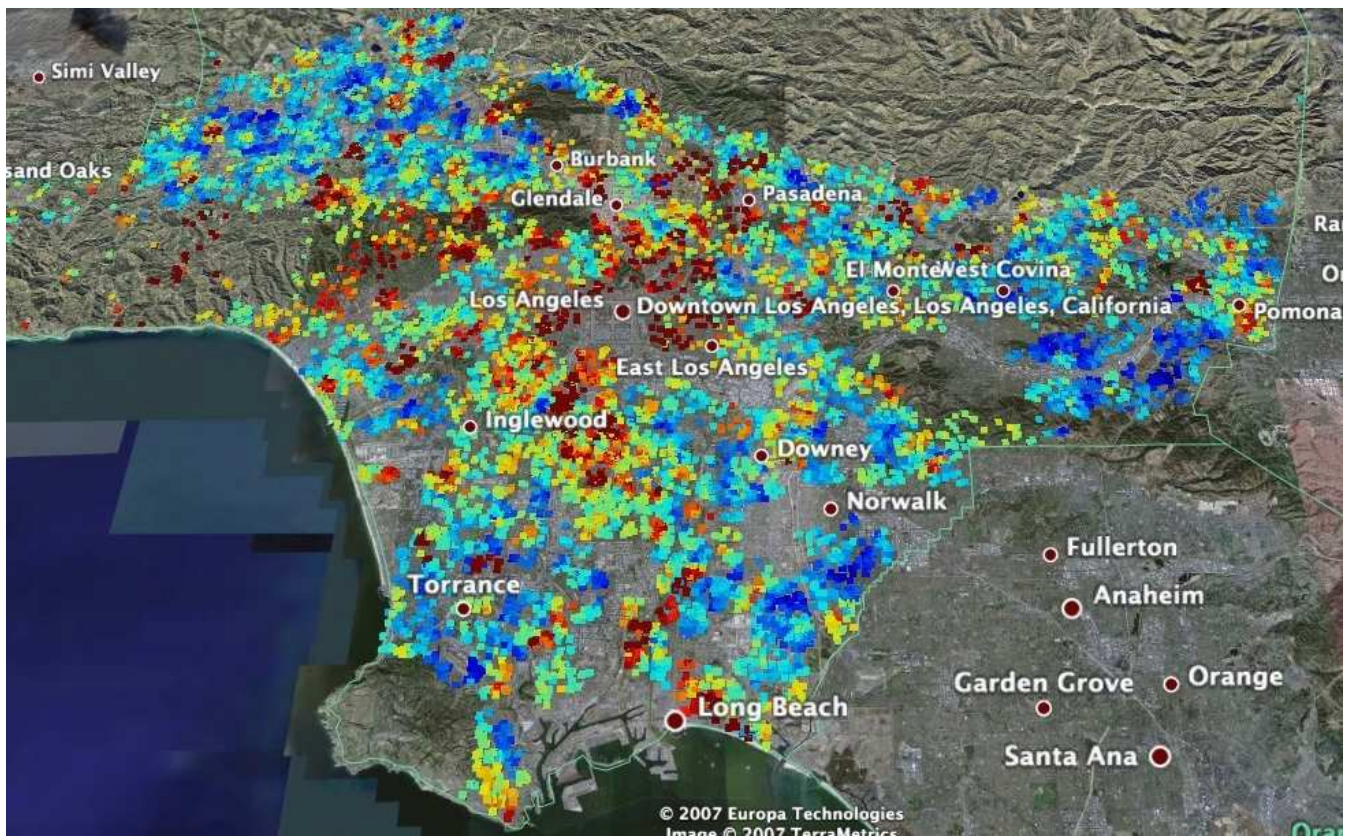 Simi Valley
sand Oaks
Burbank
Glendale
Pasadena
Ra
El Monte
West Covina
Los Angeles
Downtown Los Angeles, Los Angeles, California
Pomona
East Los Angeles
Inglewood
Downey
Norwalk
Fullerton
Torrance
Anaheim
Garden Grove
Orange
Long Beach
Santa Ana
© 2007 Europa Technologies
Image © 2007 TerraMetrics
Oran